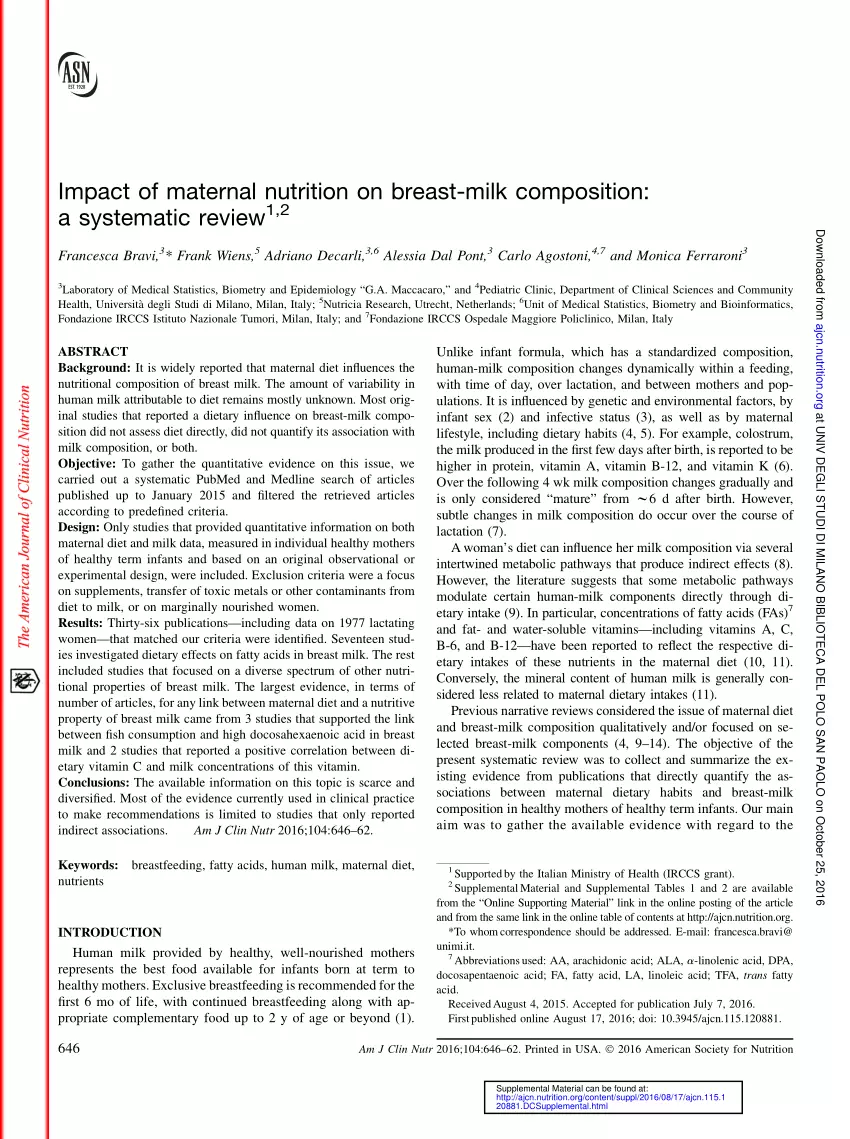 ASN
EST. 1928
Impact of maternal nutrition on breast-milk composition:
a systematic review1,2
Francesca Bravi,3* Frank Wiens,5 Adriano Decarli,3,6 Alessia Dal Pont,3 Carlo Agostoni,4,7 and Monica Ferraroni3
3Laboratory of Medical Statistics, Biometry and Epidemiology “G.A. Maccacaro,” and 4Pediatric Clinic, Department of Clinical Sciences and Community
Health, Università degli Studi di Milano, Milan, Italy; 5Nutricia Research, Utrecht, Netherlands; 6Unit of Medical Statistics, Biometry and Bioinformatics,
Fondazione IRCCS Istituto Nazionale Tumori, Milan, Italy; and 7Fondazione IRCCS Ospedale Maggiore Policlinico, Milan, Italy
ABSTRACT
Background: It is widely reported that maternal diet influences the
nutritional composition of breast milk. The amount of variability in
human milk attributable to diet remains mostly unknown. Most orig-
inal studies that reported a dietary influence on breast-milk compo-
sition did not assess diet directly, did not quantify its association with
milk composition, or both.
Objective: To gather the quantitative evidence on this issue, we
carried out a systematic PubMed and Medline search of articles
published up to January 2015 and filtered the retrieved articles
according to predefined criteria.
Design: Only studies that provided quantitative information on both
maternal diet and milk data, measured in individual healthy mothers
of healthy term infants and based on an original observational or
experimental design, were included. Exclusion criteria were a focus
on supplements, transfer of toxic metals or other contaminants from
diet to milk, or on marginally nourished women.
Results: Thirty-six publications—including data on 1977 lactating
women—that matched our criteria were identified. Seventeen stud-
ies investigated dietary effects on fatty acids in breast milk. The rest
included studies that focused on a diverse spectrum of other nutri-
tional properties of breast milk. The largest evidence, in terms of
number of articles, for any link between maternal diet and a nutritive
property of breast milk came from 3 studies that supported the link
between fish consumption and high docosahexaenoic in breast
milk and 2 studies that reported a positive correlation between di-
etary vitamin C and milk concentrations of this vitamin.
Conclusions: The available information on this topic is scarce and
diversified. Most of the evidence currently used in clinical practice
to make recommendations is limited to studies that only reported
indirect associations. Am J Clin Nutr 2016;104:646–62.
Keywords: breastfeeding, fatty acids, human milk, maternal diet,
nutrients
INTRODUCTION
Human milk provided by healthy, well-nourished mothers
represents the best food available for infants born at term to
healthy mothers. Exclusive breastfeeding is recommended for the
first 6 mo of life, with continued breastfeeding along with ap-
propriate complementary food up to 2 y of age or beyond (1).
Unlike infant formula, which has a standardized composition,
human-milk composition changes dynamically within a feeding,
with time of day, over lactation, and between mothers and pop-
ulations. It is influenced by genetic and environmental factors, by
infant sex (2) and infective status (3), as well as by maternal
lifestyle, including dietary habits (4, 5). For example, colostrum,
the milk produced in the first few days after birth, is reported to be
higher in protein, vitamin A, vitamin B-12, and vitamin K (6).
Over the following 4 wk milk composition changes gradually and
is only considered “mature” from ∼6 d after birth. However,
subtle changes in milk composition do occur over the course of
lactation (7).
A woman’s diet can influence her milk composition via several
intertwined metabolic pathways that produce indirect effects (8).
However, the literature suggests that some metabolic pathways
modulate certain human-milk components directly through di-
etary intake (9). In particular, concentrations of fatty acids (FAs)7
and fat- and water-soluble vitamins—including vitamins A, C,
B-6, and B-12—have been reported to reflect the respective di-
etary intakes of these nutrients in the maternal diet (10, 11).
Conversely, the mineral content of human milk is generally con-
sidered less related to maternal dietary intakes (11).
Previous narrative reviews considered the issue of maternal diet
and breast-milk composition qualitatively and/or focused on se-
lected breast-milk components (4, 9–14). The objective of the
present systematic review was to collect and summarize the ex-
isting evidence from publications that directly quantify the as-
sociations between maternal dietary habits and breast-milk
composition in healthy mothers of healthy term infants. Our main
aim was to gather the available evidence with regard to the
1 Supported by the Italian Ministry of Health (IRCCS grant).
2 Supplemental Material and Supplemental Tables 1 and 2 are available
from the “Online Supporting Material” link in the online posting of the article
and from the same link in the online table of contents at http://ajcn.nutrition.org.
*To whom correspondence should be addressed. E-mail: francesca.bravi@
unimi.it.
7 Abbreviations used: AA, arachidonic acid; ALA, α-linolenic acid, DPA,
docosapentaenoic acid; FA, fatty acid, LA, linoleic acid; TFA, trans fatty
acid.
Received August 4, 2015. Accepted for publication July 7, 2016.
First published online August 17, 2016; doi: 10.3945/ajcn.115.120881.
646
Am J Clin Nutr 2016;104:646–62. Printed in USA. © 2016 American Society for Nutrition
Supplemental Material can be found at:
http://ajcn.nutrition.org/content/suppl/2016/08/17/ajcn.115.1
20881.DCSupplemental.html
The American Journal of Clinical Nutrition
Downloaded from ajcn.nutrition.org at UNIV DEGLI STUDI DI MILANO BIBLIOTECA DEL POLO SAN PAOLO on October 25, 2016